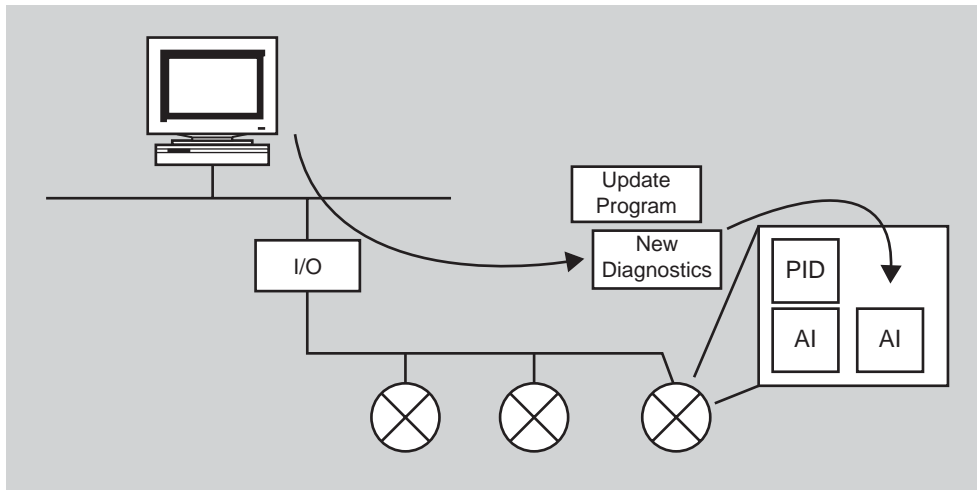 Update
Program
New
Diagnostics
I/O
PID
AI
AI